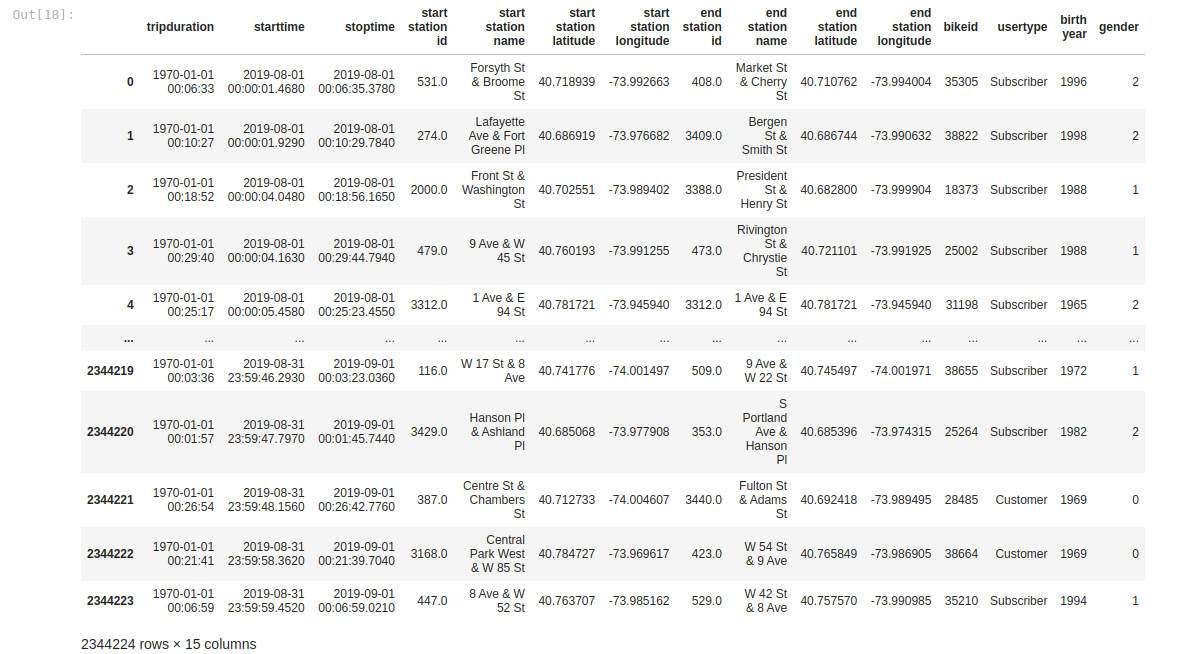 Out[18]:
tripduration starttime stoptime start station id start station name start station latitude start station longitude end station id end station name end station latitude end station longitude bikeid usertype birth year gender
0 1970-01-01 00:06:33 2019-08-01 00:00:01.4680 2019-08-01 00:06:35.3780 531.0 Forsyth St & Broome St 40.718939 -73.992663 408.0 Market St & Cherry St 40.710762 -73.994004 35305 Subscriber 1996 2
1 1970-01-01 00:10:27 2019-08-01 00:00:01.9290 2019-08-01 00:10:29.7840 274.0 Lafayette Ave & Fort Greene Pl 40.686919 -73.976682 3409.0 Bergen St & Smith St 40.686744 -73.990632 38822 Subscriber 1998 2
2 1970-01-01 00:18:52 2019-08-01 00:00:04.0480 2019-08-01 00:18:56.1650 2000.0 Front St & Washington St 40.702551 -73.989402 3388.0 President St & Henry St 40.682800 -73.999904 18373 Subscriber 1988 1
3 1970-01-01 00:29:40 2019-08-01 00:00:04.1630 2019-08-01 00:29:44.7940 479.0 9 Ave & W 45 St 40.760193 -73.991255 473.0 Rivington St & Chrystie St 40.721101 -73.991925 25002 Subscriber 1988 1
4 1970-01-01 00:25:17 2019-08-01 00:00:05.4580 2019-08-01 00:25:23.4550 3312.0 1 Ave & E 94 St 40.781721 -73.945940 3312.0 1 Ave & E 94 St 40.781721 -73.945940 31198 Subscriber 1965 2
... ... ... ... ... ... ... ... ... ... ... ... ... ... ... ...
2344219 1970-01-01 00:03:36 2019-08-31 23:59:46.2930 2019-09-01 00:03:23.0360 116.0 W 17 St & 8 Ave 40.741776 -74.001497 509.0 9 Ave & W 22 St 40.745497 -74.001971 38655 Subscriber 1972 1
2344220 1970-01-01 00:01:57 2019-08-31 23:59:47.7970 2019-09-01 00:01:45.7440 3429.0 Hanson Pl & Ashland Pl 40.685068 -73.977908 353.0 S Portland Ave & Hanson Pl 40.685396 -73.974315 25264 Subscriber 1982 2
2344221 1970-01-01 00:26:54 2019-08-31 23:59:48.1560 2019-09-01 00:26:42.7760 387.0 Centre St & Chambers St 40.712733 -74.004607 3440.0 Fulton St & Adams St 40.692418 -73.989495 28485 Customer 1969 0
2344222 1970-01-01 00:21:41 2019-08-31 23:59:58.3620 2019-09-01 00:21:39.7040 3168.0 Central Park West & W 85 St 40.784727 -73.969617 423.0 W 54 St & 9 Ave 40.765849 -73.986905 38664 Customer 1969 0
2344223 1970-01-01 00:06:59 2019-08-31 23:59:59.4520 2019-09-01 00:06:59.0210 447.0 8 Ave & W 52 St 40.763707 -73.985162 529.0 W 42 St & 8 Ave 40.757570 -73.990985 35210 Subscriber 1994 1
2344224 rows × 15 columns